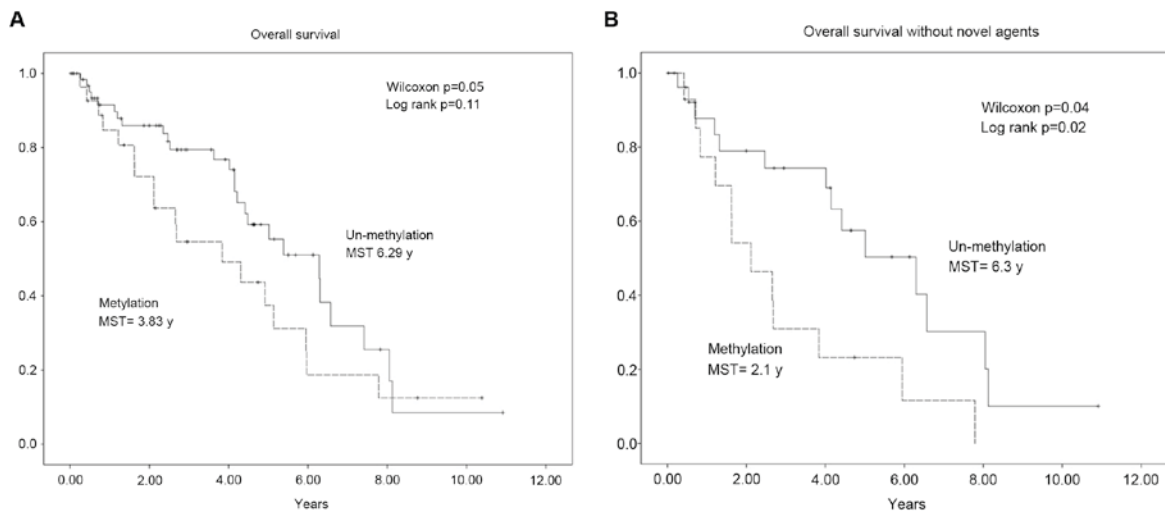 A
Overall survival
Wilcoxon p=0.05
Log rank p=0.11
Un-methylation
MST 6.29 y
Metylation
MST= 3.83 y
1.0
0.8
0.6
0.4
0.2
0.0
0.00 2.00 4.00 6.00 8.00 10.00 12.00
Years
B
Overall survival without novel agents
Wilcoxon p=0.04
Log rank p=0.02
Un-methylation
MST= 6.3 y
Methylation
MST= 2.1 y
1.0
0.8
0.6
0.4
0.2
0.0
0.00 2.00 4.00 6.00 8.00 10.00 12.00
Years